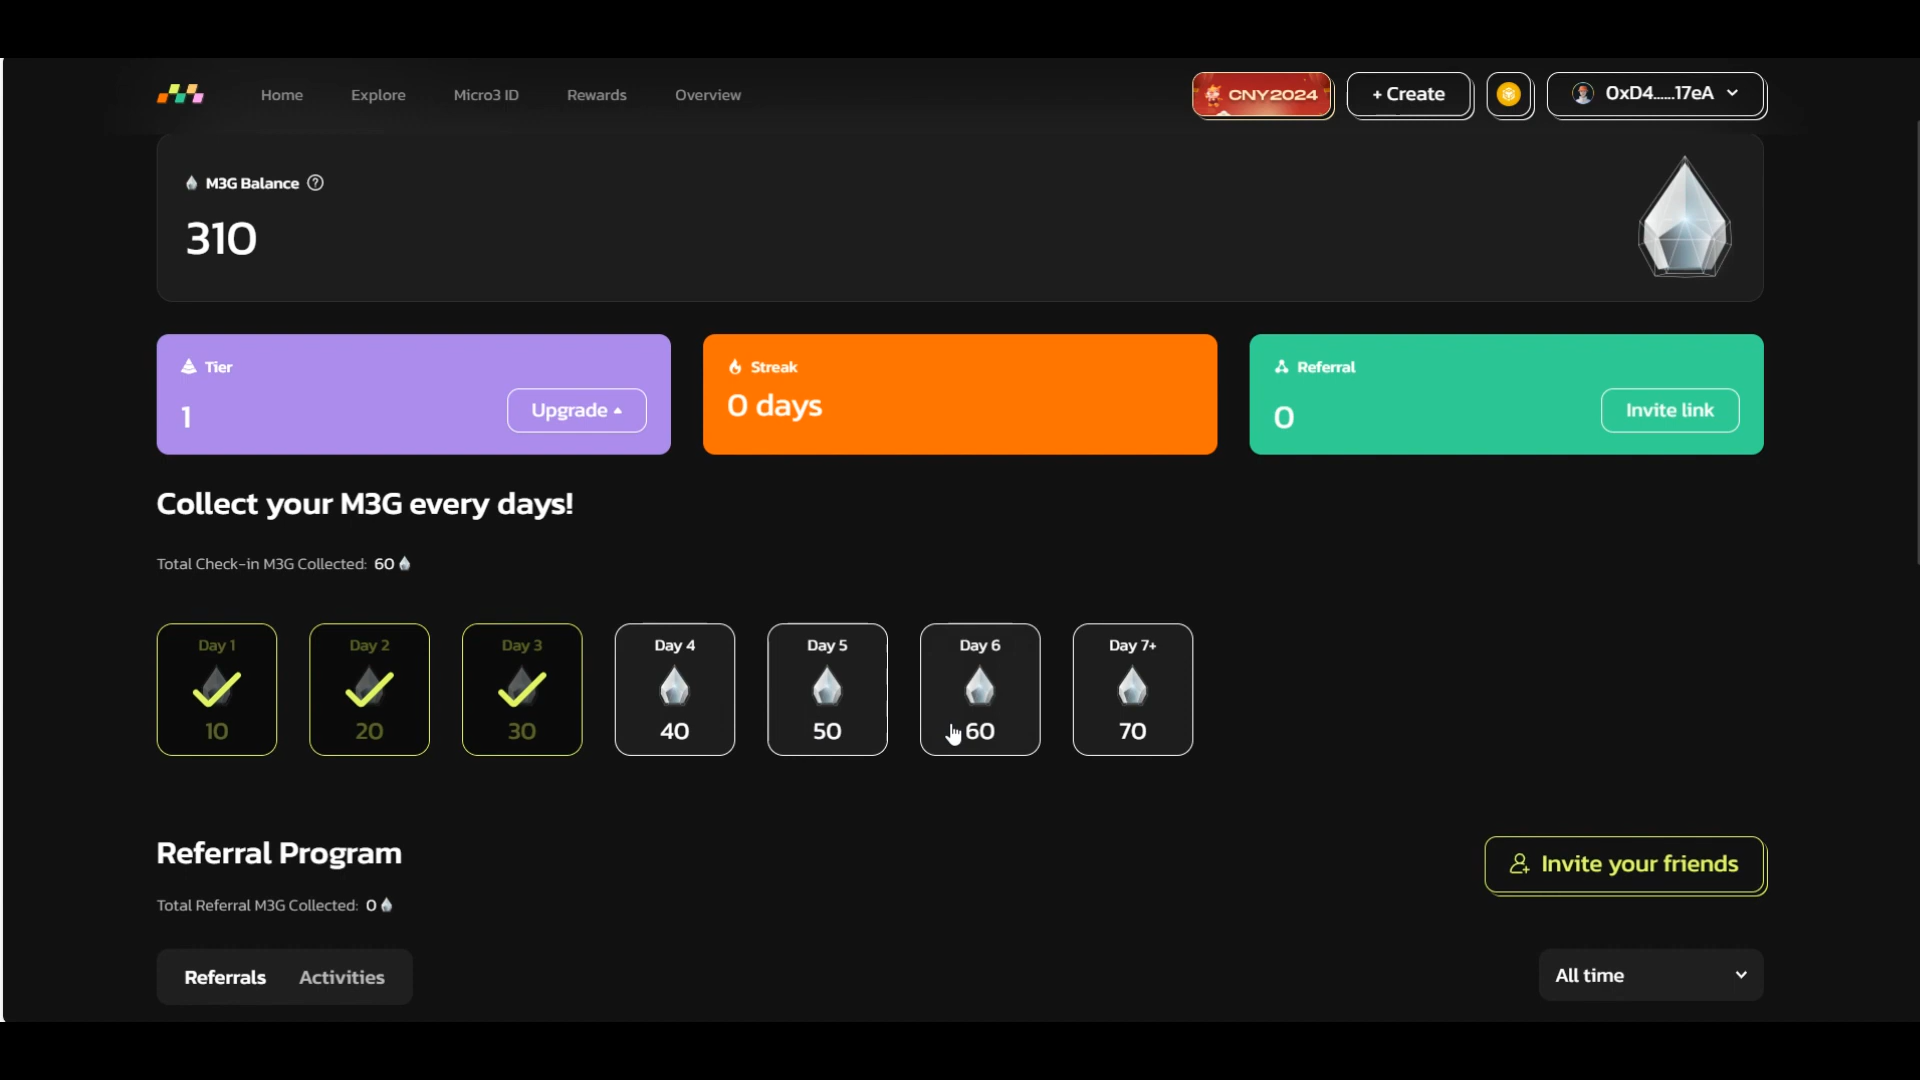 Home Explore Micro3 ID Rewards Overview CNY2024 + Create 0xD4......17eA
M3G Balance ?
310
Tier Streak Referral
1 Upgrade 0 days 0 Invite link
Collect your M3G every days!
Total Check-in M3G Collected: 60
Day 1 Day 2 Day 3 Day 4 Day 5 Day 6 Day 7+
10 20 30 40 50 60 70
Referral Program Invite your friends
Total Referral M3G Collected: 0
Referrals Activities All time